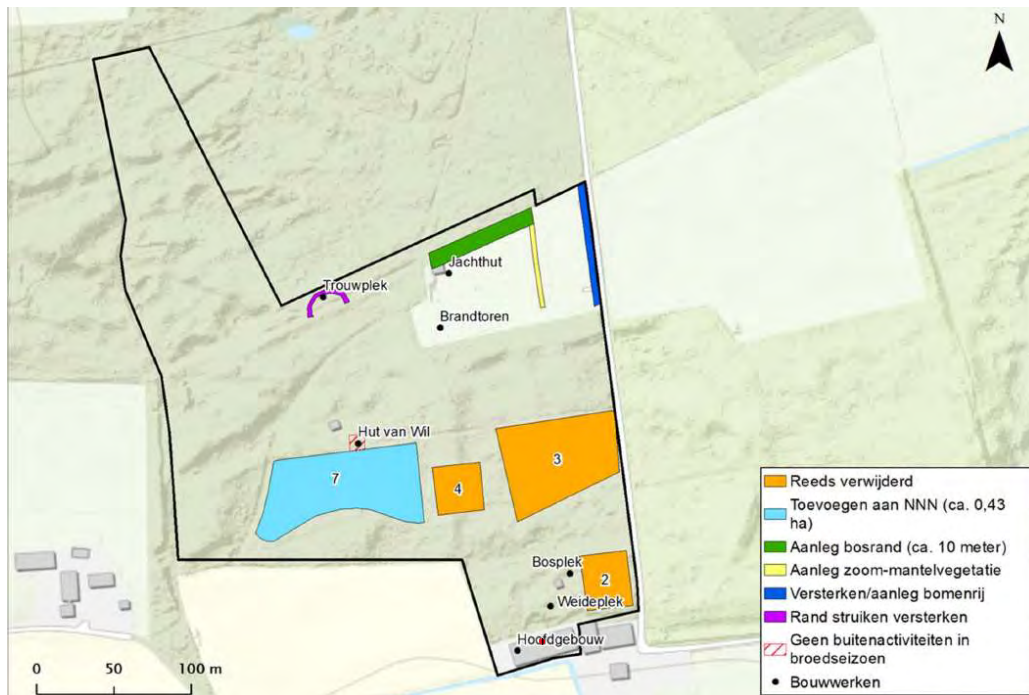 N
Jachthut
Trouwplek
Brandtoren
Hut van Wil
7
4
3
Bosplek
2
Weideplek
Hoofdgebouw
0
50
100 m
Reeds verwijderd
Toevoegen aan NNN (ca. 0,43
ha)
Aanleg bosrand (ca. 10 meter)
Aanleg zoom-mantelvegetatie
Versterken/aanleg bomenrij
Rand struiken versterken
Geen buitenactiviteiten in
broedseizoen
Bouwwerken